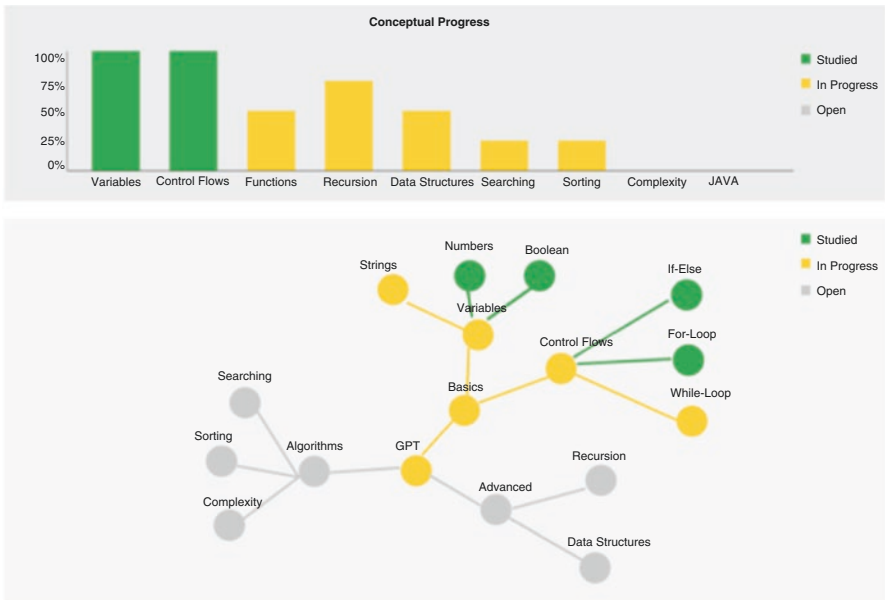 Conceptual Progress
100%
75%
50%
25%
0%
Variables Control Flows Functions Recursion Data Structures Searching Sorting Complexity JAVA
Studied
In Progress
Open
Studied
In Progress
Open
Numbers
Boolean
Strings
If-Else
Variables
For-Loop
Control Flows
Searching
Basics
While-Loop
Sorting
Algorithms
GPT
Recursion
Advanced
Complexity
Data Structures